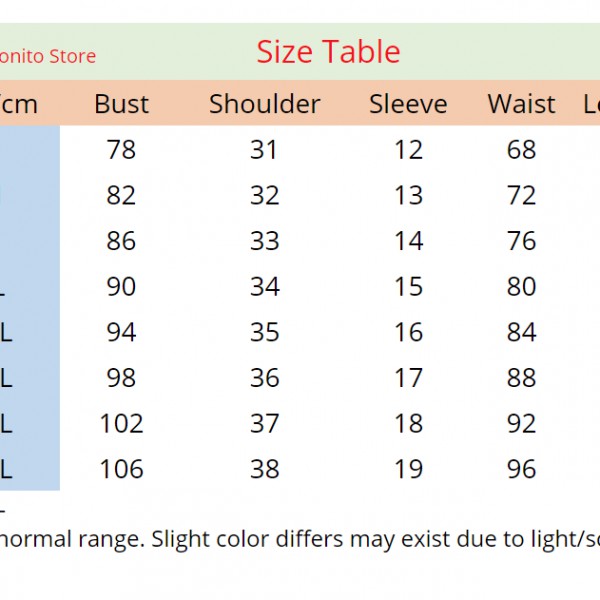 onito Store Size Table
/cm Bust Shoulder Sleeve Waist
78 31 12 68
82 32 13 72
86 33 14 76
L 90 34 15 80
L 94 35 16 84
L 98 36 17 88
L 102 37 18 92
L 106 38 19 96
normal range. Slight color differs may exist due to light/sc